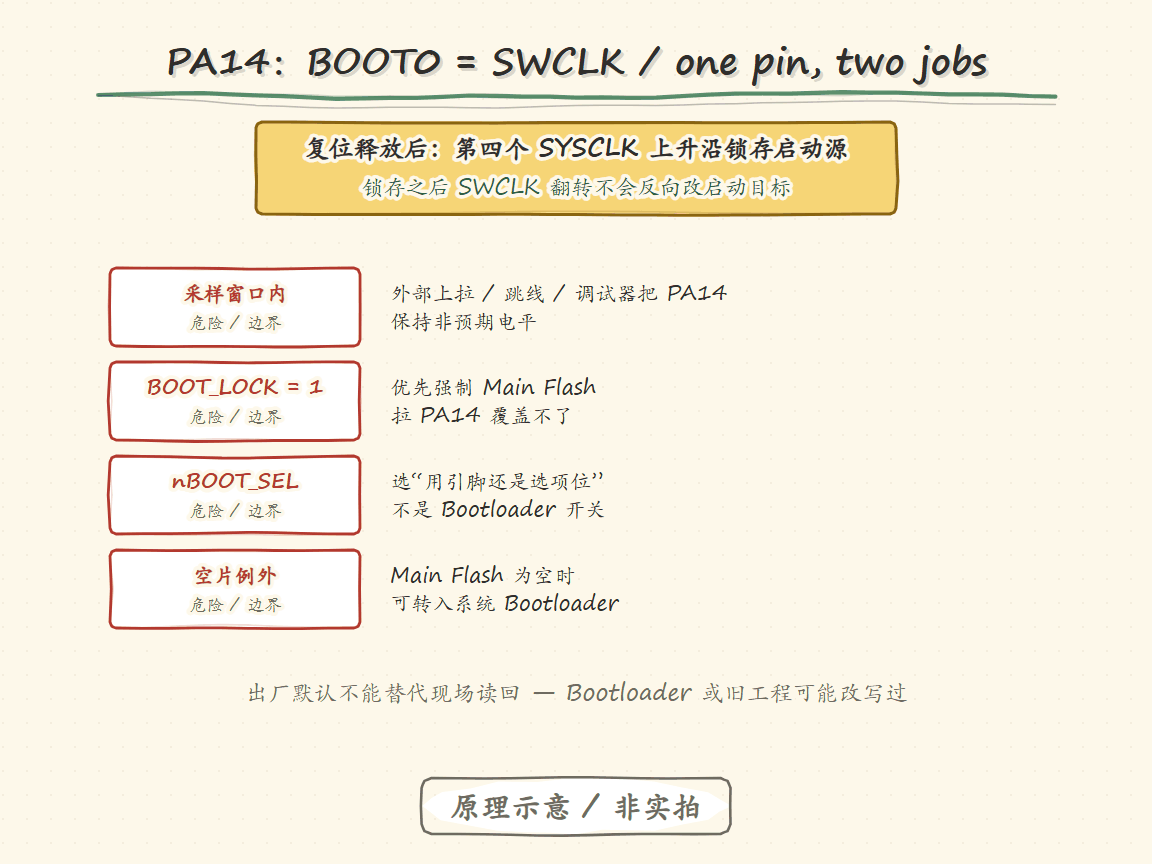 PA14: BOOT0 = SWCLK / one pin, two jobs
复位释放后：第四个 SYSCLK 上升沿锁存启动源
锁存之后 SWCLK 翻转不会反向改启动目标
采样窗口内
危险 / 边界
外部上拉 / 跳线 / 调试器把 PA14
保持非预期电平
BOOT_LOCK = 1
危险 / 边界
优先强制 Main Flash
拉 PA14 覆盖不了
nBOOT_SEL
危险 / 边界
选“用引脚还是选项位”
不是 Bootloader 开关
空片例外
危险 / 边界
Main Flash 为空时
可转入系统 Bootloader
出厂默认不能替代现场读回 — Bootloader 或旧工程可能改写过
原理示意 / 非实拍